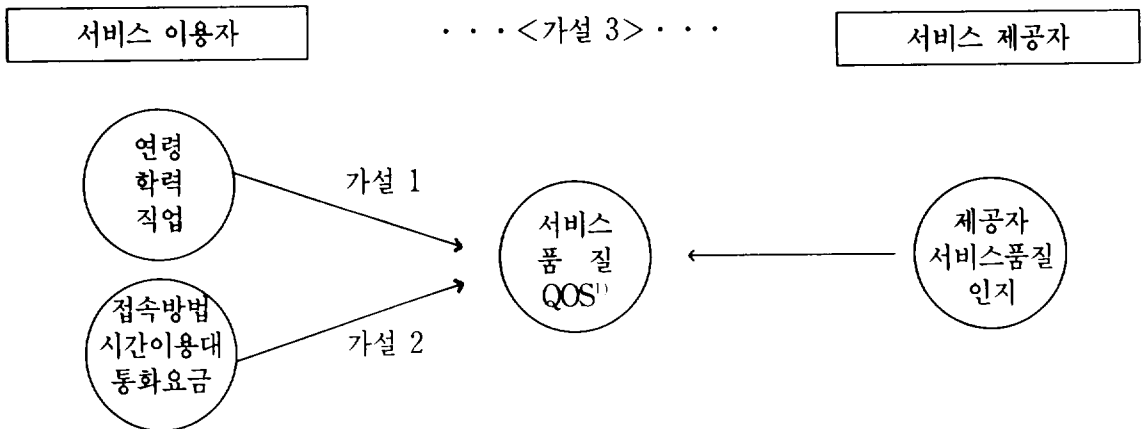 서비스 이용자
· · · <가설 3> · · ·
서비스 제공자
연령
학력
직업
가설 1
접속방법
시간이용대
통화요금
가설 2
서비스
품 질
QOS¹⁾
제공자
서비스품질
인지